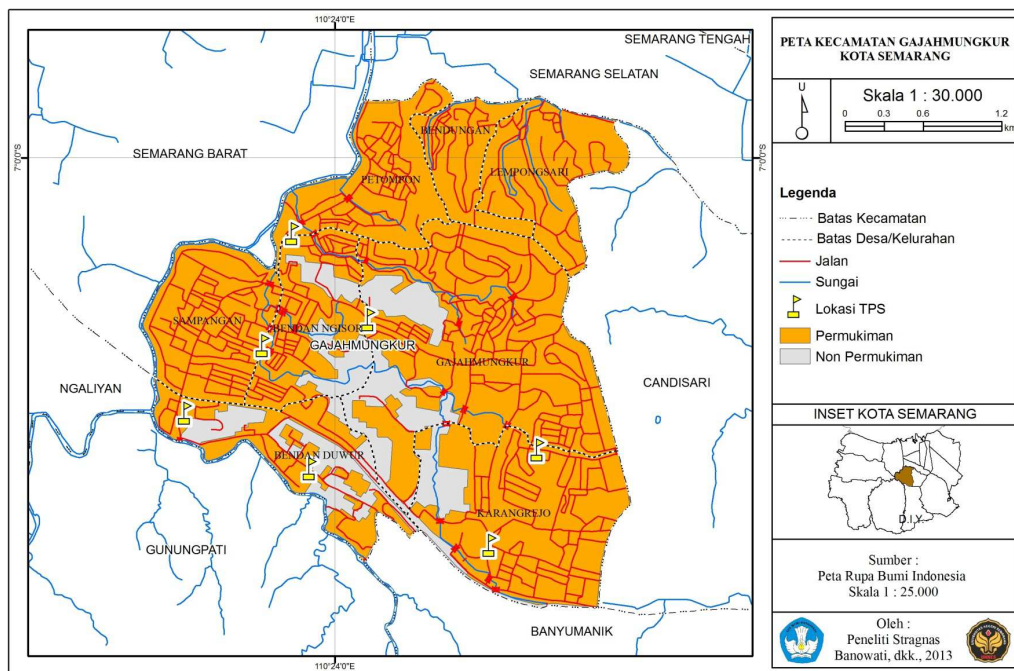 110°24'0"E
SEMARANG TENGAH
SEMARANG SELATAN
SEMARANG BARAT
7°0'0"S
7°0'0"S
BENDUNGAN
LEMPONGSARI
PETOMPON
SAMPANGAN
BENDAN NGISOR
GAJAHMUNGKUR
GAJAHMUNGKUR
NGALIYAN
CANDISARI
BENDAN DUWUR
KARANGREJO
GUNUNGPATI
BANYUMANIK
110°24'0"E
PETA KECAMATAN GAJAHMUNGKUR
KOTA SEMARANG
U
Skala 1 : 30.000
0 0.3 0.6 1.2
km
Legenda
Batas Kecamatan
Batas Desa/Kelurahan
Jalan
Sungai
Lokasi TPS
Permukiman
Non Permukiman
INSET KOTA SEMARANG
D.I.Y.
Sumber :
Peta Rupa Bumi Indonesia
Skala 1 : 25.000
Oleh :
Peneliti Stragnas
Banowati, dkk., 2013